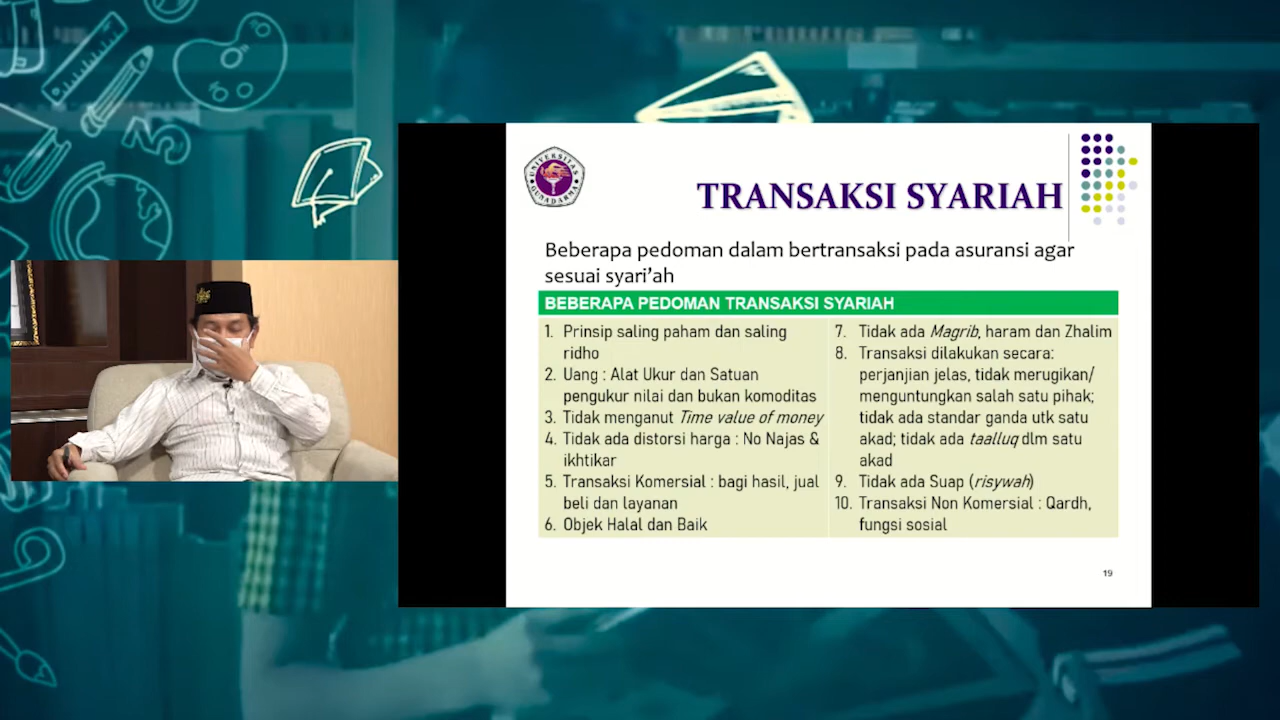 UNIVERSITAS GUNADARMA
TRANSAKSI SYARIAH
Beberapa pedoman dalam bertransaksi pada asuransi agar
sesuai syari’ah
BEBERAPA PEDOMAN TRANSAKSI SYARIAH
1. Prinsip saling paham dan saling
ridho
2. Uang : Alat Ukur dan Satuan
pengukur nilai dan bukan komoditas
3. Tidak menganut Time value of money
4. Tidak ada distorsi harga : No Najas &
ikhtikar
5. Transaksi Komersial : bagi hasil, jual
beli dan layanan
6. Objek Halal dan Baik
7. Tidak ada Magrib, haram dan Zhalim
8. Transaksi dilakukan secara:
perjanjian jelas, tidak merugikan/
menguntungkan salah satu pihak;
tidak ada standar ganda utk satu
akad; tidak ada taalluq dlm satu
akad
9. Tidak ada Suap (risywah)
10. Transaksi Non Komersial : Qardh,
fungsi sosial
19